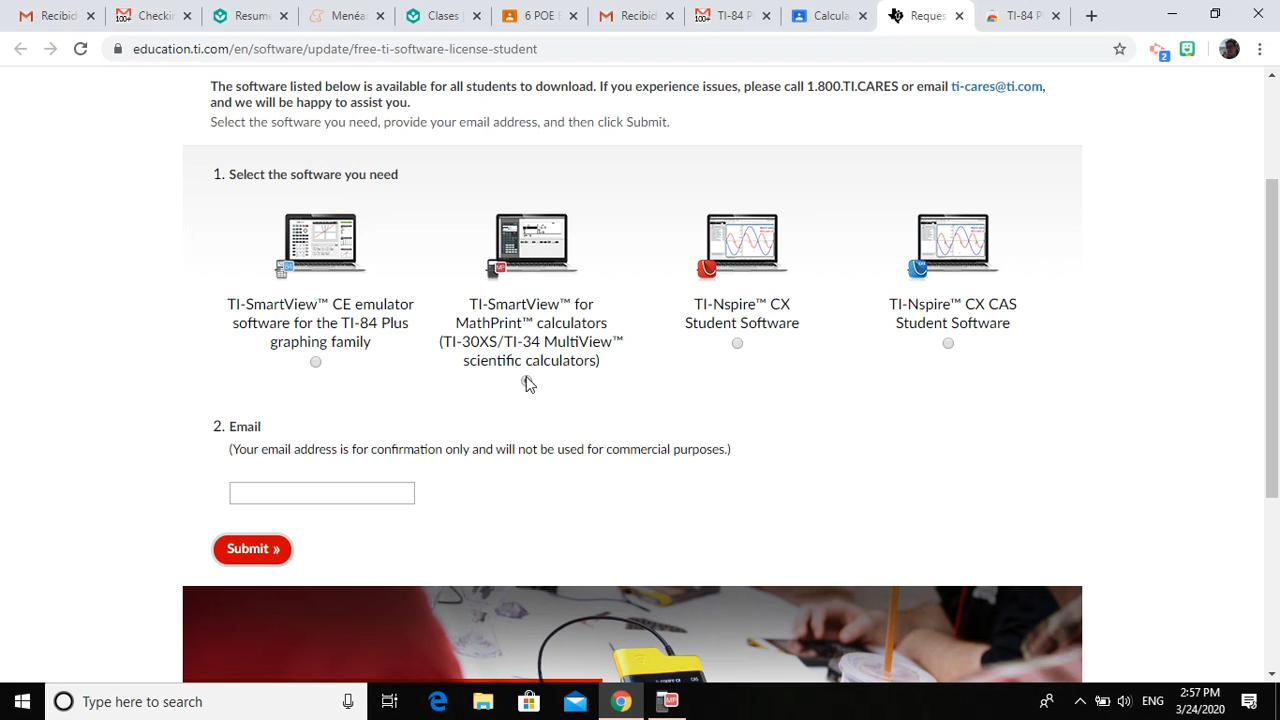 Recibid
Checkin
Resume
Menéa
Clases
6 POE E
Recibid
TI-84 P
Calcula
Reques
TI-84 P
education.ti.com/en/software/update/free-ti-software-license-student
2
The software listed below is available for all students to download. If you experience issues, please call 1.800.TI.CARES or email ti-cares@ti.com,
and we will be happy to assist you.
Select the software you need, provide your email address, and then click Submit.
1. Select the software you need
TI-SmartView™ CE emulator
software for the TI-84 Plus
graphing family
TI-SmartView™ for
MathPrint™ calculators
(TI-30XS/TI-34 MultiView™
scientific calculators)
TI-Nspire™ CX
Student Software
TI-Nspire™ CX CAS
Student Software
2. Email
(Your email address is for confirmation only and will not be used for commercial purposes.)
Submit »
Type here to search
ENG
2:57 PM
3/24/2020